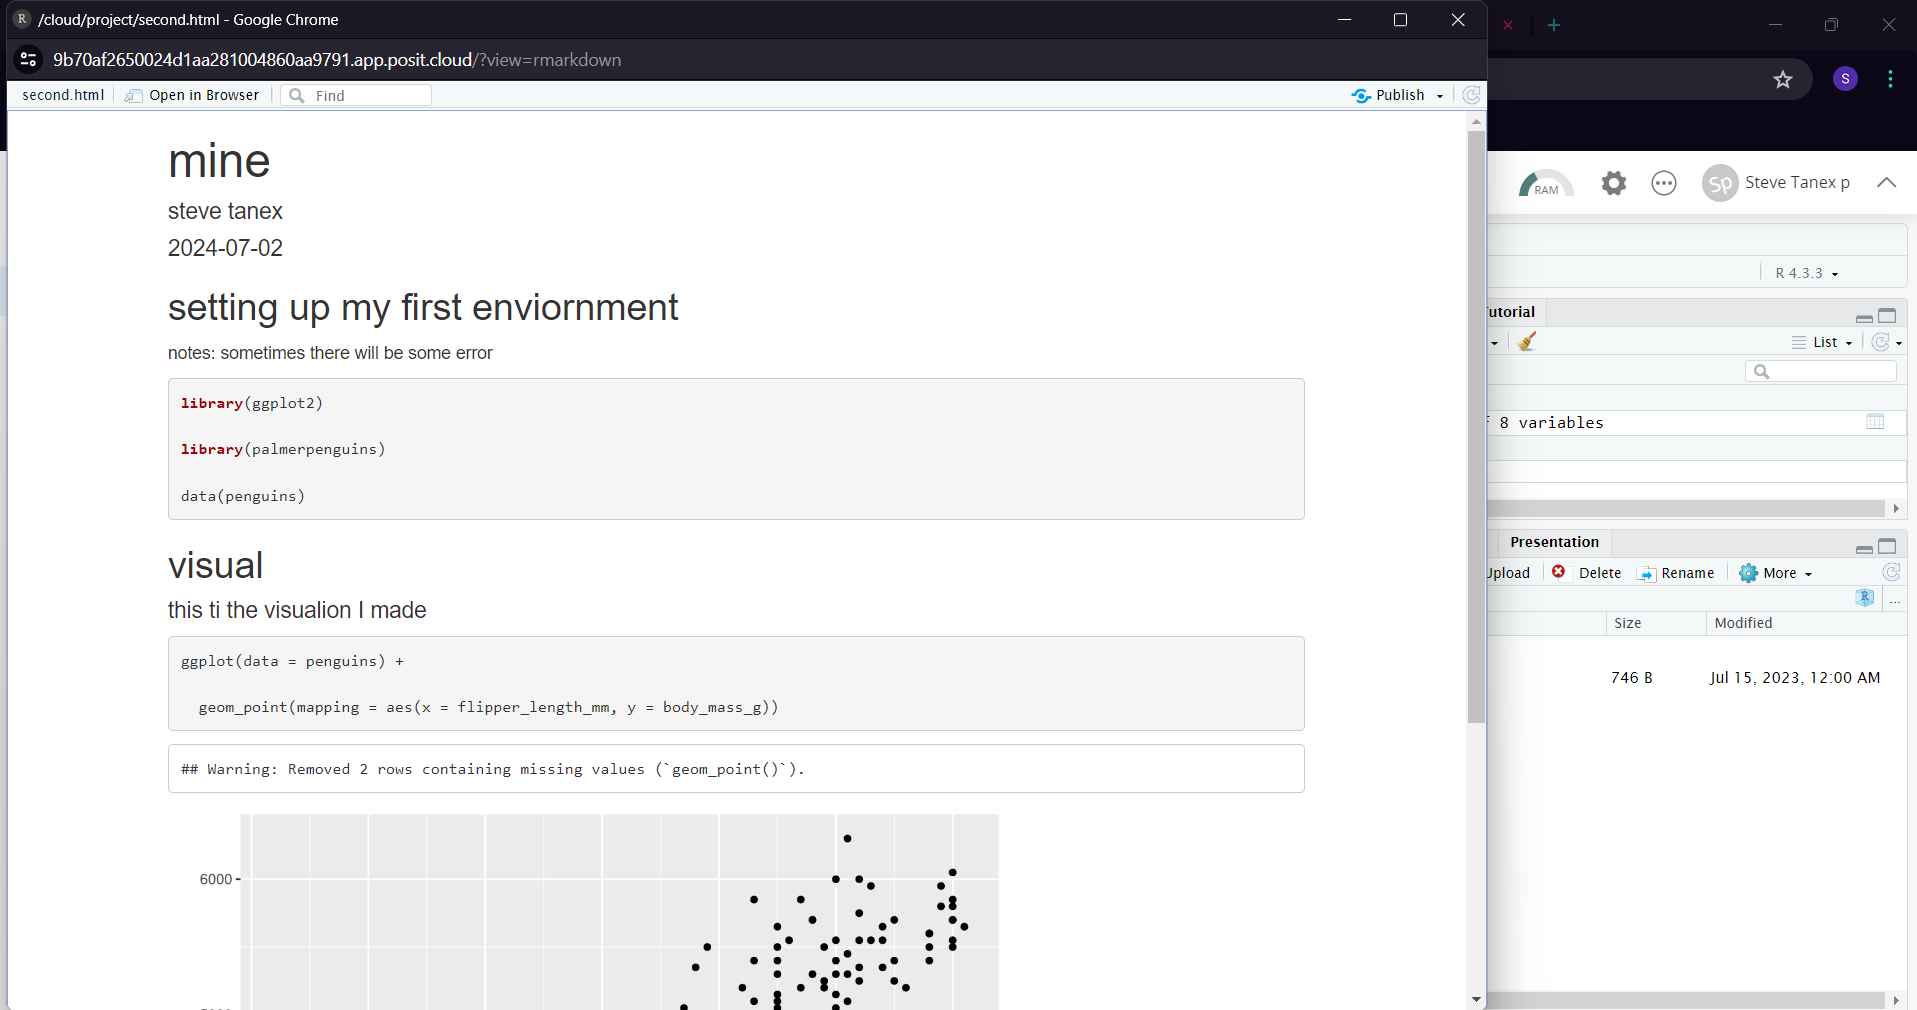 R /cloud/project/second.html - Google Chrome
9b70af2650024d1aa281004860aa9791.app.posit.cloud/?view=rmarkdown
S
second.html Open in Browser Find Publish
mine
steve tanex
2024-07-02
setting up my first enviornment
notes: sometimes there will be some error
library(ggplot2)
library(palmerpenguins)
data(penguins)
visual
this ti the visualion I made
ggplot(data = penguins) +
geom_point(mapping = aes(x = flipper_length_mm, y = body_mass_g))
## Warning: Removed 2 rows containing missing values (`geom_point()`).
6000
RAM Sp Steve Tanex p
R 4.3.3
List
8 variables
Presentation
Delete Rename More
R ...
Size Modified
746 B Jul 15, 2023, 12:00 AM